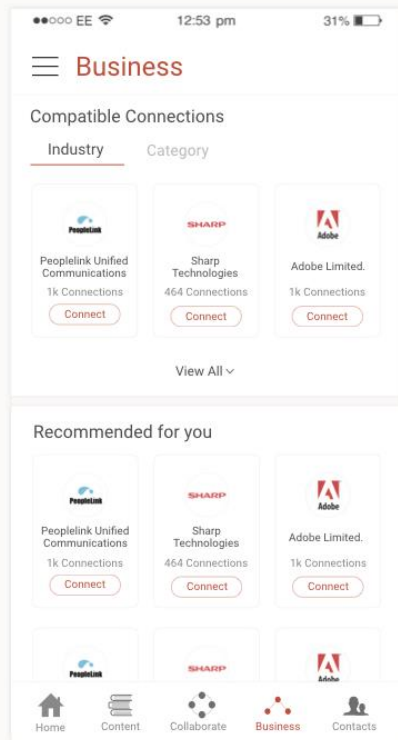 EE 12:53 pm 31%
Business
Compatible Connections
Industry Category
PeopleLink SHARP Adobe
Peoplelink Unified Communications
Sharp Technologies
Adobe Limited.
1k Connections 464 Connections 1k Connections
Connect Connect Connect
View All
Recommended for you
PeopleLink SHARP Adobe
Peoplelink Unified Communications
Sharp Technologies
Adobe Limited.
1k Connections 464 Connections 1k Connections
Connect Connect Connect
PeopleLink SHARP Adobe
Home Content Collaborate Business Contacts